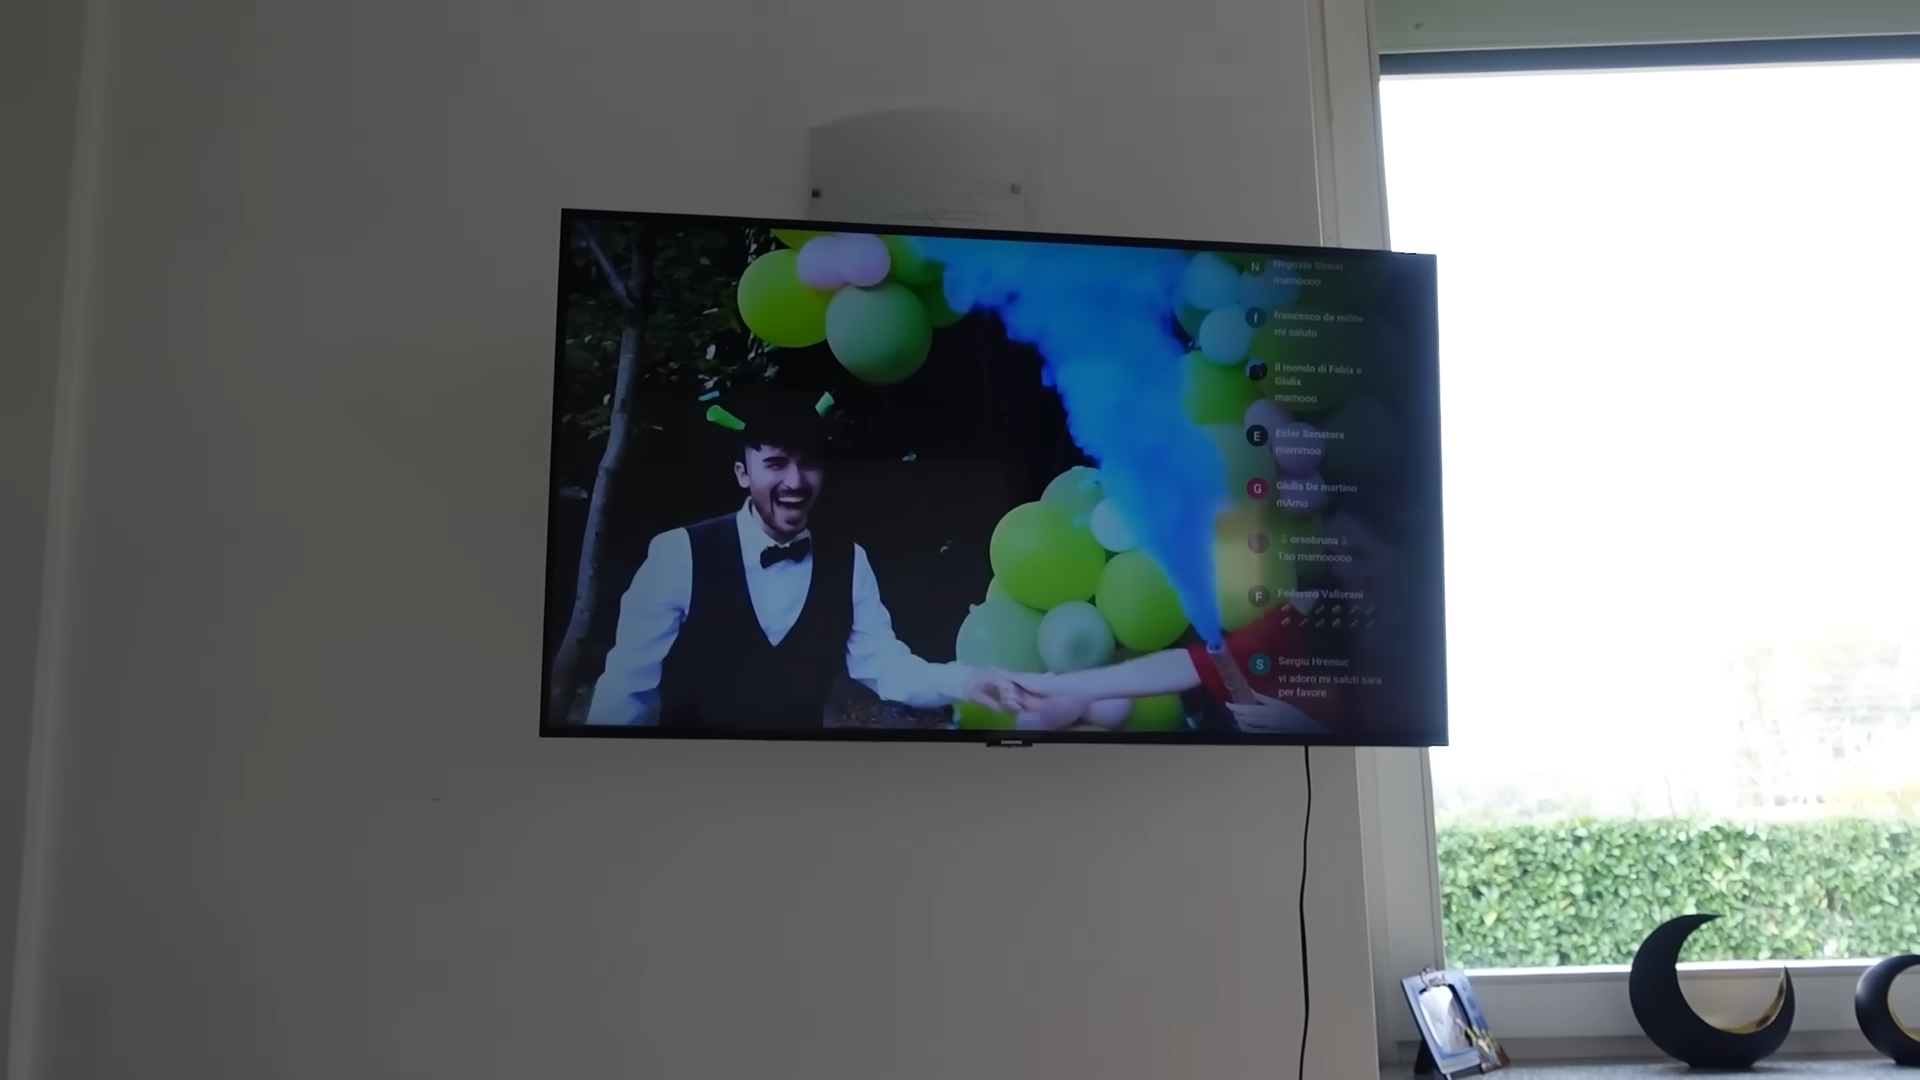 N
Negozio Sinnai
mamoooo
f
francesco de milito
mi saluto
Il mondo di Fabix e
Giulix
mamooo
E
Ester Senatore
mammoo
G
Giulia De martino
mAmo
orsobruna
Tao mamooooo
F
Federico Vallorani
S
Sergiu Hreniuc
vi adoro mi saluti sara
per favore
SAMSUNG